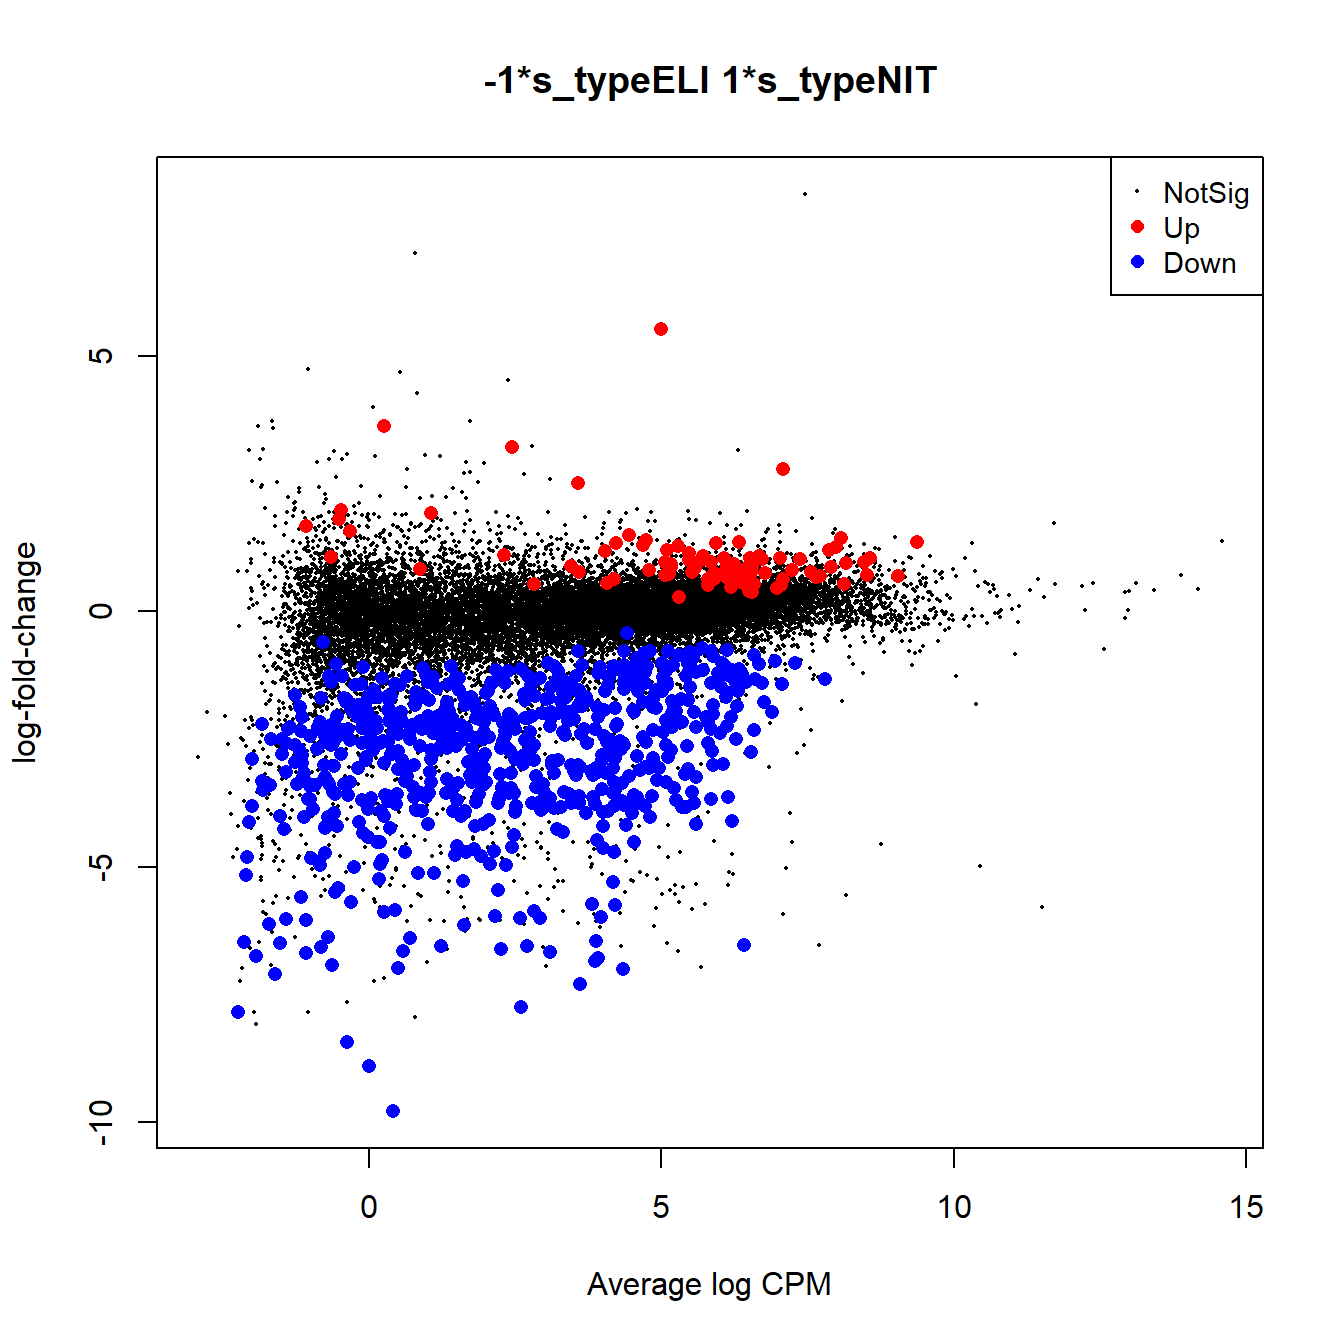 -1*s_typeELI 1*s_typeNIT
NotSig
Up
Down
5
0
-5
-10
log-fold-change
0 5 10 15
Average log CPM